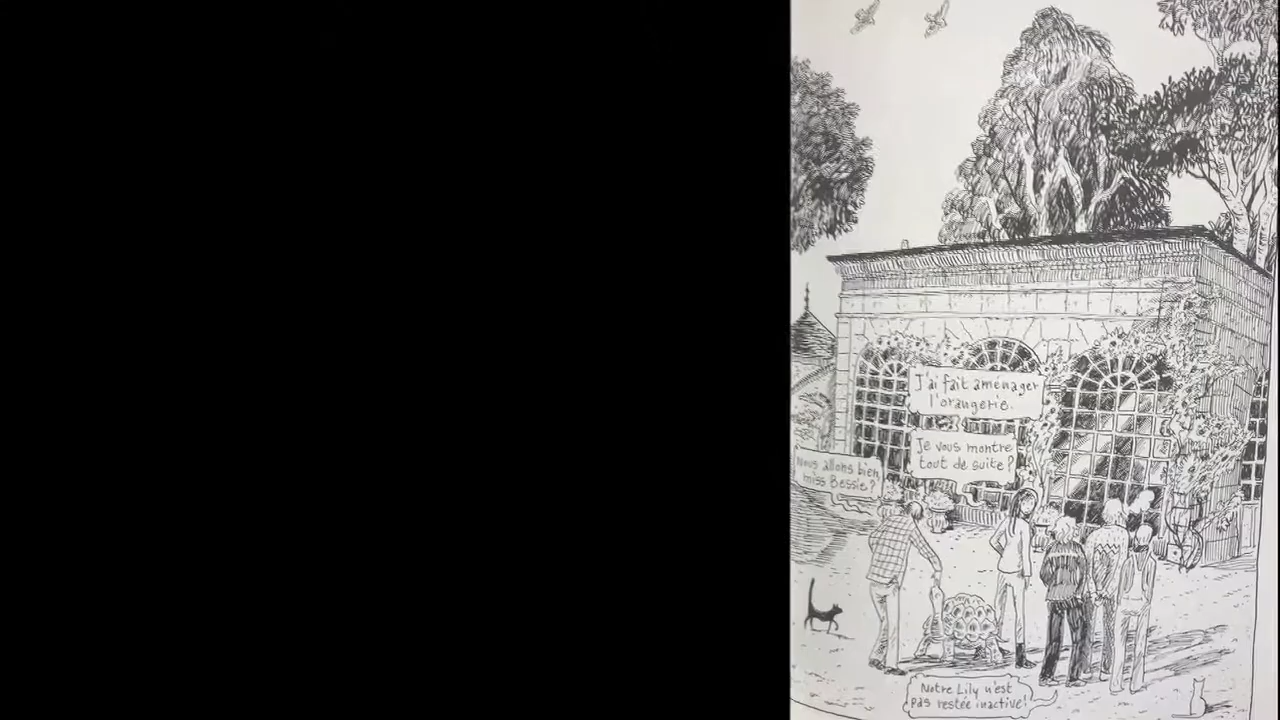 J'ai fait aménager
l'orangerie.
Je vous montre
tout de suite ?
Nous allons bien,
miss Bessie ?
Notre Lily n'est
pas restée inactive !